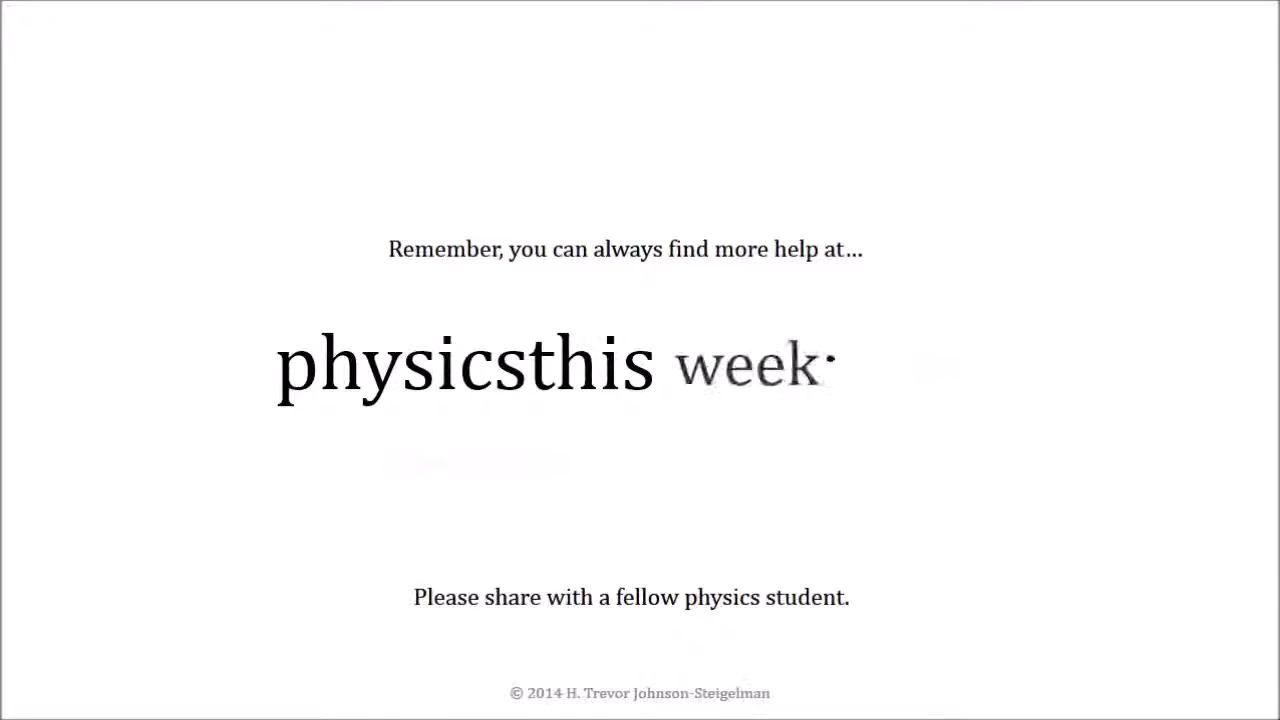 Remember, you can always find more help at…
physicsthis week.
Please share with a fellow physics student.
© 2014 H. Trevor Johnson-Steigelman